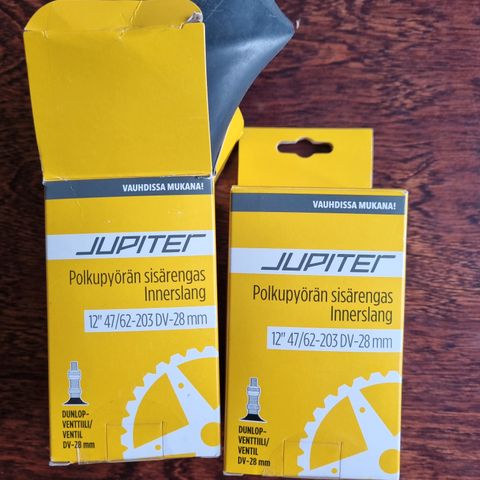 VAUHDISSA MUKANA!
JUPITER
Polkupyörän sisärengas
Innerslang
12" 47/62-203 DV-28 mm
DUNLOP-
VENTTIILI/
VENTIL
DV-28 mm
VAUHDISSA MUKANA!
JUPITER
Polkupyörän sisärengas
Innerslang
12" 47/62-203 DV-28 mm
DUNLOP-
VENTTIILI/
VENTIL
DV-28 mm